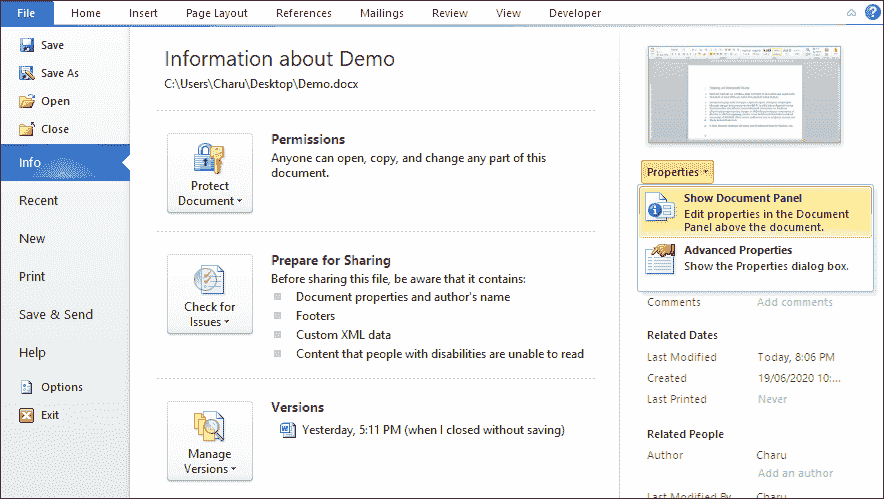 File Home Insert Page Layout References Mailings Review View Developer
Save
Save As
Open
Close
Info
Recent
New
Print
Save & Send
Help
Options
Exit
Information about Demo
C:\Users\Charu\Desktop\Demo.docx
Protect
Document
Permissions
Anyone can open, copy, and change any part of this
document.
Check for
Issues
Prepare for Sharing
Before sharing this file, be aware that it contains:
Document properties and author's name
Footers
Custom XML data
Content that people with disabilities are unable to read
Manage
Versions
Versions
Yesterday, 5:11 PM (when I closed without saving)
Properties
Show Document Panel
Edit properties in the Document
Panel above the document.
Advanced Properties
Show the Properties dialog box.
Comments Add comments
Related Dates
Last Modified Today, 8:06 PM
Created 19/06/2020 10:...
Last Printed Never
Related People
Author Charu
Add an author
Last Modified By Charu